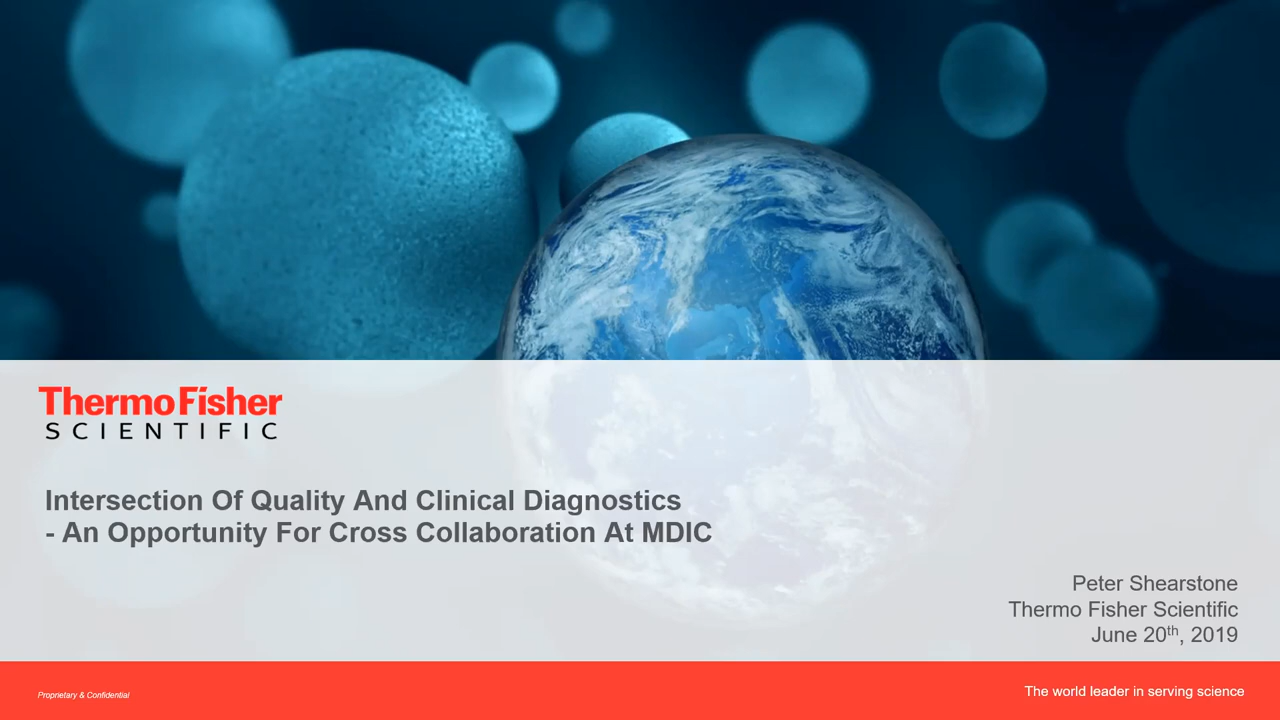 ThermoFisher
SCIENTIFIC
Intersection Of Quality And Clinical Diagnostics
- An Opportunity For Cross Collaboration At MDIC
Peter Shearstone
Thermo Fisher Scientific
June 20th, 2019
Proprietary & Confidential
The world leader in serving science